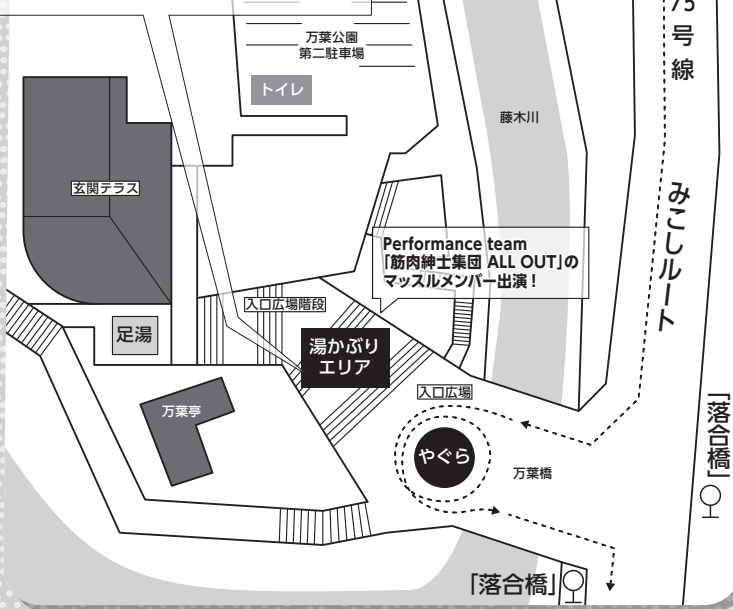 75号線
万葉公園
第二駐車場
トイレ
藤木川
玄関テラス
みこしルート
Performance team
「筋肉紳士集団 ALL OUT」の
マッスルメンバー出演！
入口広場階段
足湯
湯かぶり
エリア
入口広場
万葉亭
やぐら
万葉橋
「落合橋」
「落合橋」